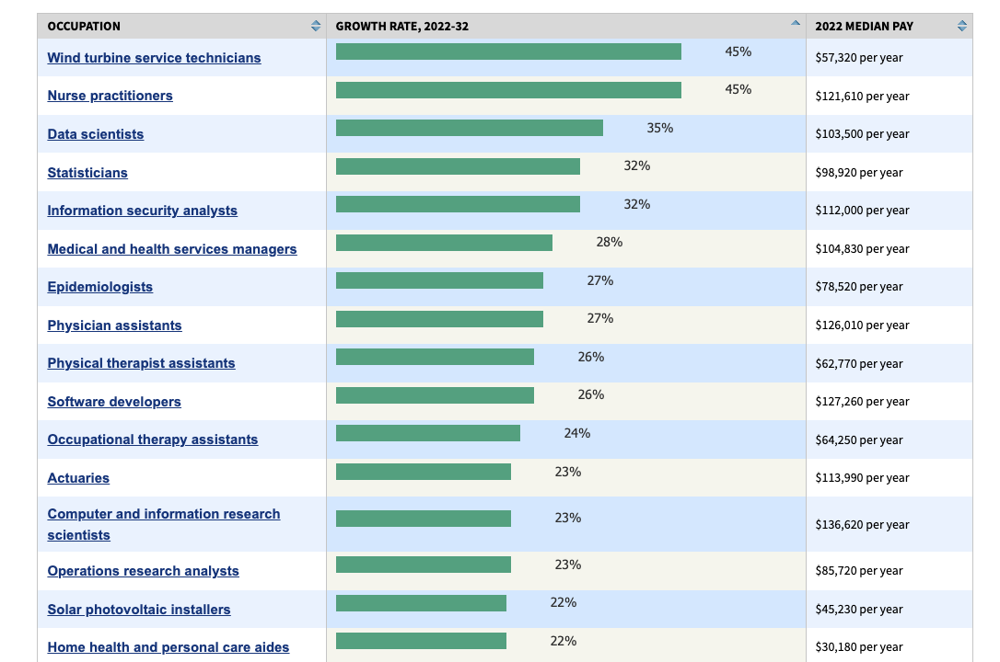 OCCUPATION GROWTH RATE, 2022-32 2022 MEDIAN PAY
Wind turbine service technicians 45% $57,320 per year
Nurse practitioners 45% $121,610 per year
Data scientists 35% $103,500 per year
Statisticians 32% $98,920 per year
Information security analysts 32% $112,000 per year
Medical and health services managers 28% $104,830 per year
Epidemiologists 27% $78,520 per year
Physician assistants 27% $126,010 per year
Physical therapist assistants 26% $62,770 per year
Software developers 26% $127,260 per year
Occupational therapy assistants 24% $64,250 per year
Actuaries 23% $113,990 per year
Computer and information research
scientists 23% $136,620 per year
Operations research analysts 23% $85,720 per year
Solar photovoltaic installers 22% $45,230 per year
Home health and personal care aides 22% $30,180 per year